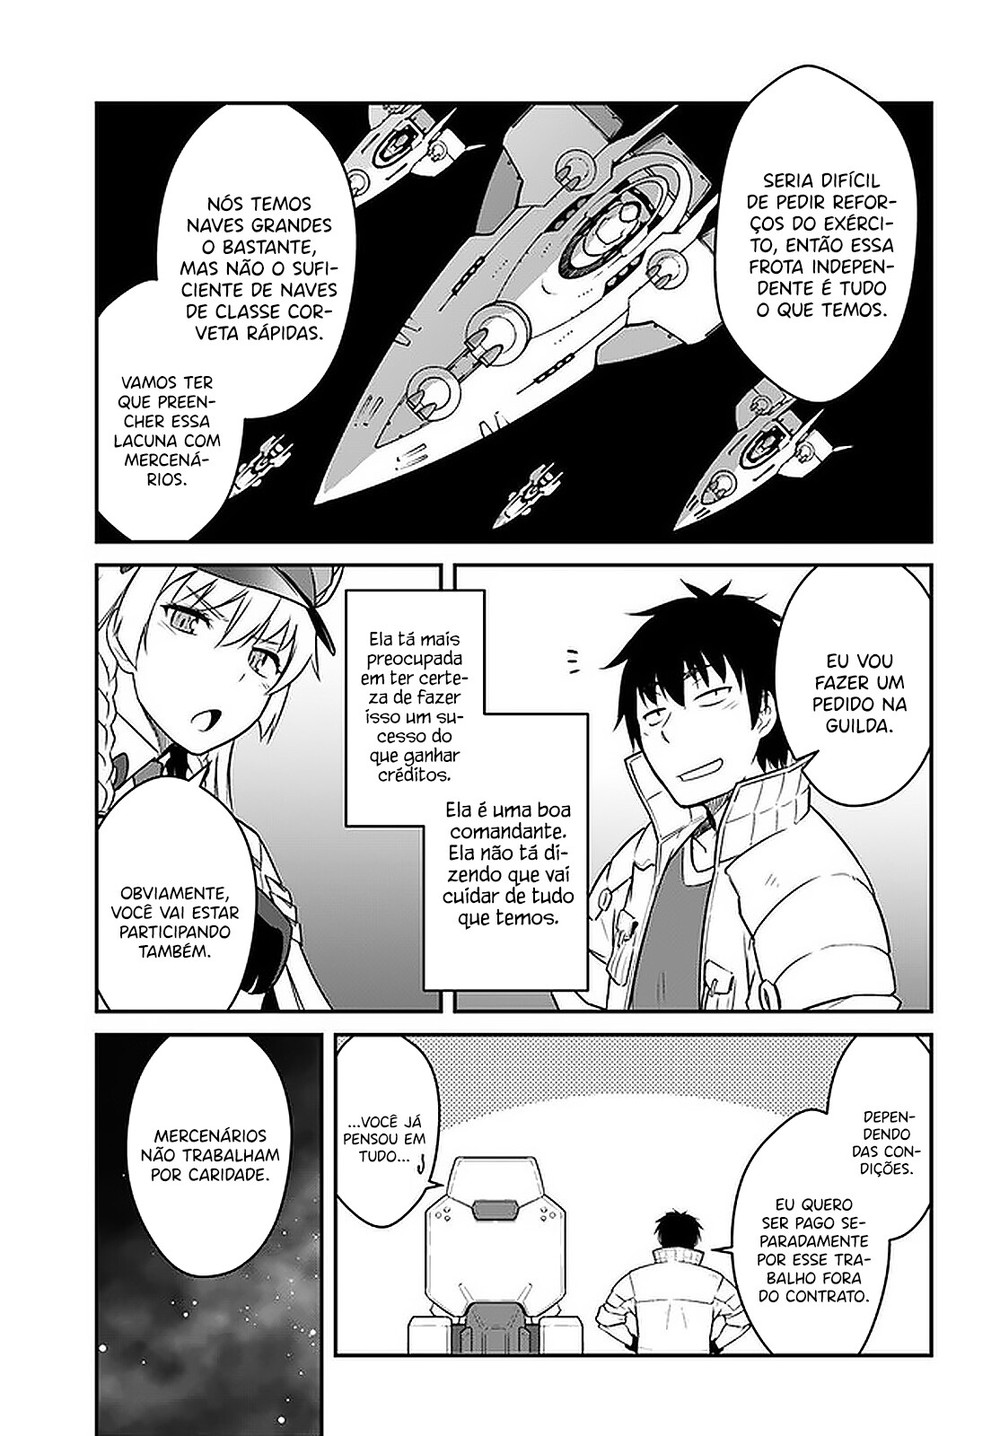 SERIA DIFÍCIL
DE PEDIR REFOR-
ÇOS DO EXÉRCI-
TO, ENTÃO ESSA
FROTA INDEPEN-
DENTE É TUDO
O QUE TEMOS.
NÓS TEMOS
NAVES GRANDES
O BASTANTE,
MAS NÃO O SUFI-
CIENTE DE NAVES
DE CLASSE COR-
VETA RÁPIDAS.
VAMOS TER
QUE PREEN-
CHER ESSA
LACUNA COM
MERCENÁ-
RIOS.
EU VOU
FAZER UM
PEDIDO NA
GUILDA.
Ela tá mais
preocupada
em ter certe-
za de fazer
isso um su-
cesso do
que ganhar
créditos.
Ela é uma boa
comandante.
Ela não tá di-
zendo que vai
cuidar de tudo
que temos.
OBVIAMENTE,
VOCÊ VAI ESTAR
PARTICIPANDO
TAMBÉM.
DEPEN-
DENDO
DAS CON-
DIÇÕES.
EU QUERO
SER PAGO SE-
PARADAMENTE
POR ESSE TRA-
BALHO FORA
DO CONTRATO.
...VOCÊ JÁ
PENSOU EM
TUDO...
MERCENÁRIOS
NÃO TRABALHAM
POR CARIDADE.